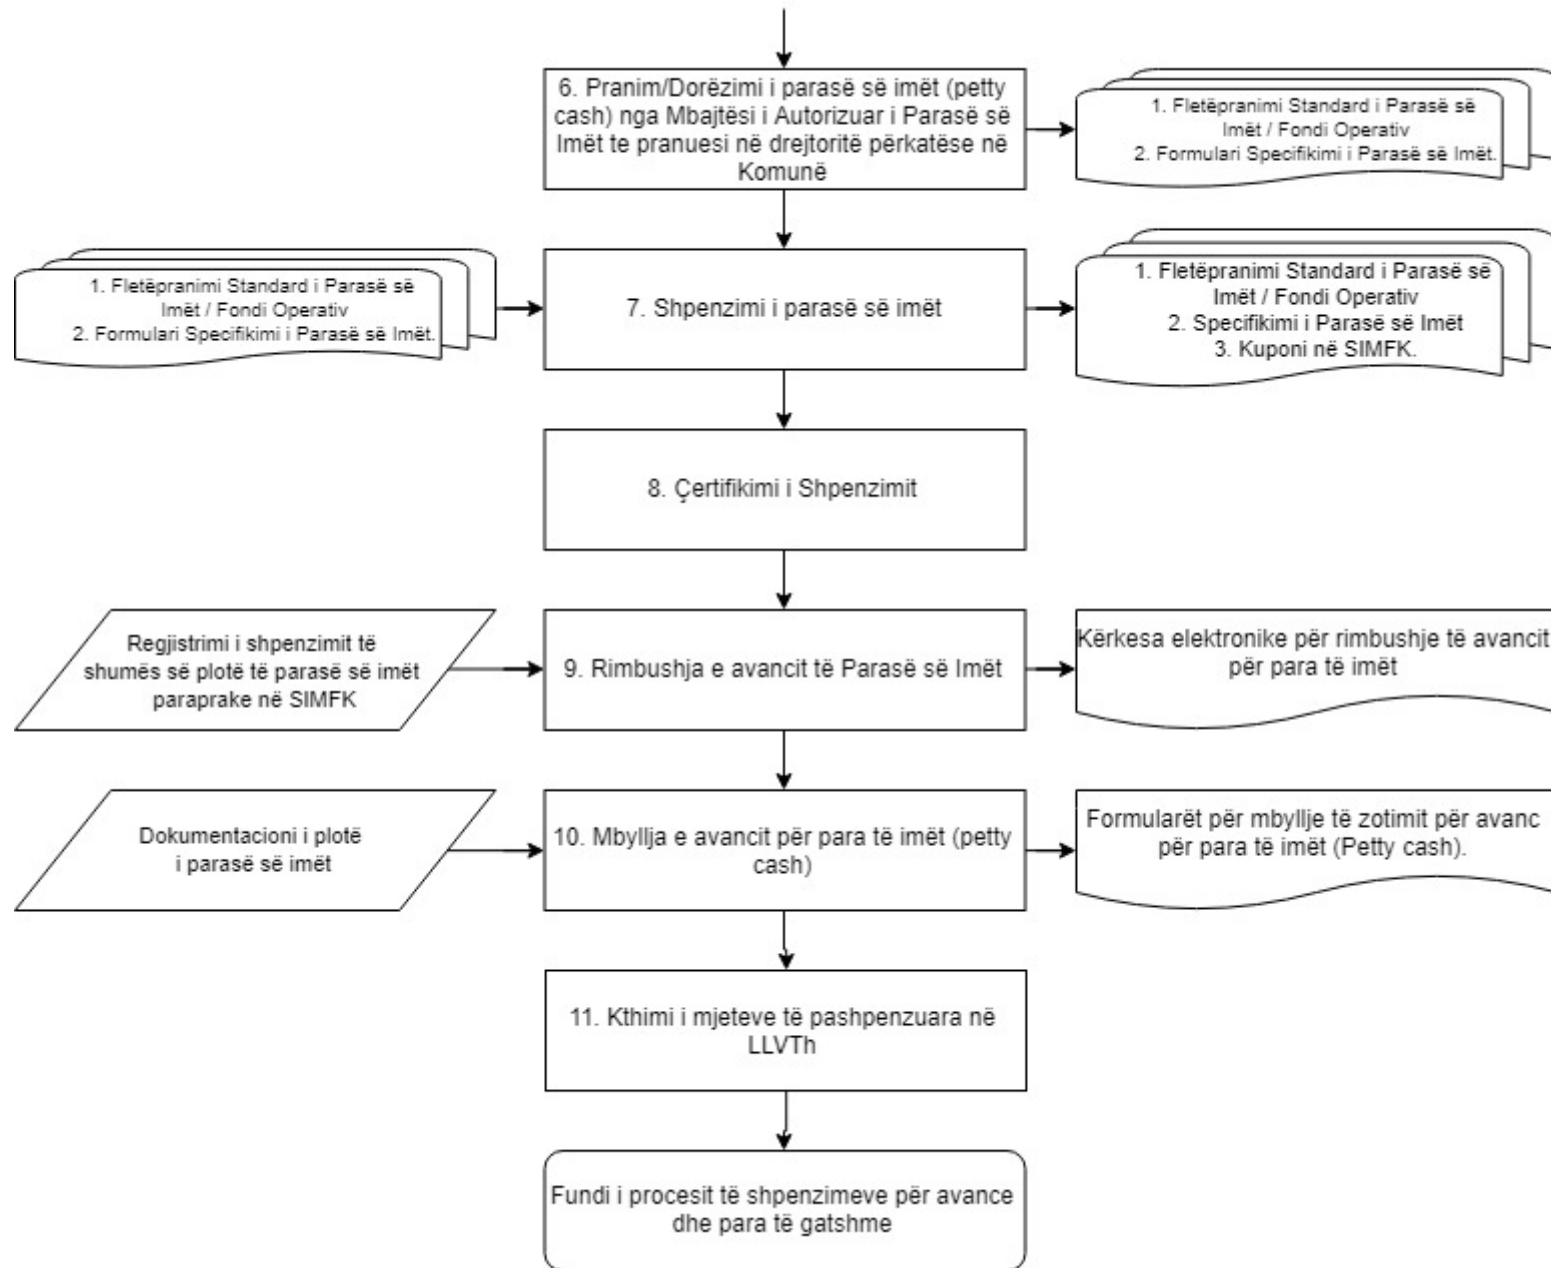 6. Pranim/Dorëzimi i parasë së imët (petty
cash) nga Mbajtësi i Autorizuar i Parasë së
Imët te pranuesi në drejtoritë përkatëse në
Komunë
1. Fletëpranimi Standard i Parasë së
Imët / Fondi Operativ
2. Formulari Specifikimi i Parasë së Imët.
1. Fletëpranimi Standard i Parasë së
Imët / Fondi Operativ
2. Formulari Specifikimi i Parasë së Imët.
7. Shpenzimi i parasë së imët
1. Fletëpranimi Standard i Parasë së
Imët / Fondi Operativ
2. Specifikimi i Parasë së Imët
3. Kuponi në SIMFK.
8. Çertifikimi i Shpenzimit
Regjistrimi i shpenzimit të
shumës së plotë të parasë së imët
paraprake në SIMFK
9. Rimbushja e avancit të Parasë së Imët
Kërkesa elektronike për rimbushje të avancit
për para të imët
Dokumentacioni i plotë
i parasë së imët
10. Mbyllja e avancit për para të imët (petty
cash)
Formularët për mbyllje të zotimit për avanc
për para të imët (Petty cash).
11. Kthimi i mjeteve të pashpenzuara në
LLVTh
Fundi i procesit të shpenzimeve për avance
dhe para të gatshme